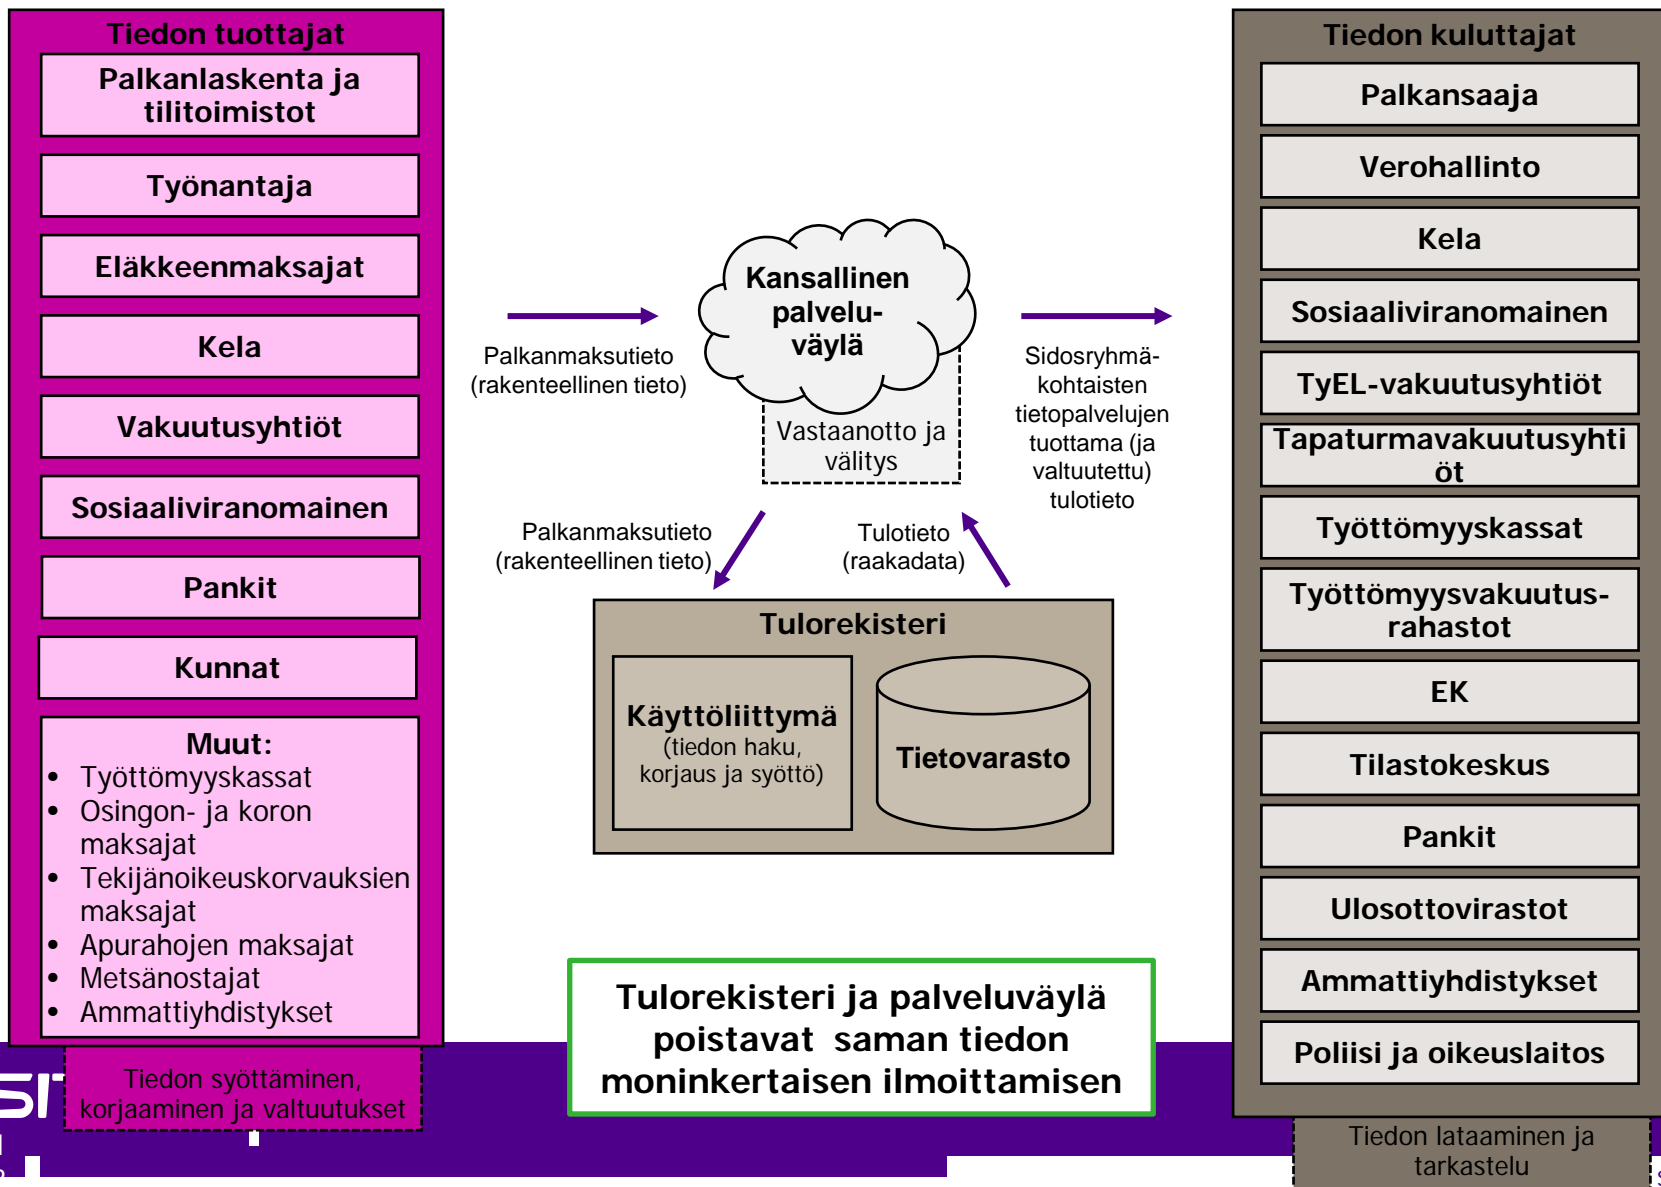 Tiedon tuottajat
Palkanlaskenta ja
tilitoimistot
Työnantaja
Eläkkeenmaksajat
Kela
Vakuutusyhtiöt
Sosiaaliviranomainen
Pankit
Kunnat
Muut:
• Työttömyyskassat
• Osingon- ja koron
maksajat
• Tekijänoikeuskorvauksien
maksajat
• Apurahojen maksajat
• Metsänostajat
• Ammattiyhdistykset
Tiedon syöttäminen,
korjaaminen ja valtuutukset
Palkanmaksutieto
(rakenteellinen tieto)
Kansallinen
palvelu-
väylä
Vastaanotto ja
välitys
Sidosryhmä-
kohtaisten
tietopalvelujen
tuottama (ja
valtuutettu)
tulotieto
Palkanmaksutieto
(rakenteellinen tieto)
Tulotieto
(raakadata)
Tulorekisteri
Käyttöliittymä
(tiedon haku,
korjaus ja syöttö)
Tietovarasto
Tulorekisteri ja palveluväylä
poistavat saman tiedon
moninkertaisen ilmoittamisen
Tiedon kuluttajat
Palkansaaja
Verohallinto
Kela
Sosiaaliviranomainen
TyEL-vakuutusyhtiöt
Tapaturmavakuutusyhti
öt
Työttömyyskassat
Työttömyysvakuutus-
rahastot
EK
Tilastokeskus
Pankit
Ulosottovirastot
Ammattiyhdistykset
Poliisi ja oikeuslaitos
Tiedon lataaminen ja
tarkastelu